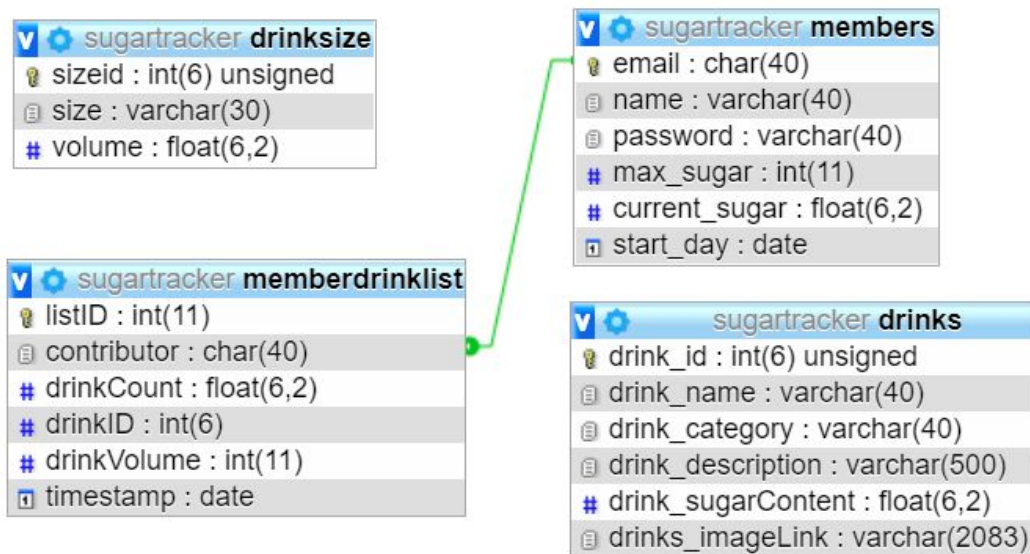 sugartracker drinksize
sizeid : int(6) unsigned
size : varchar(30)
volume : float(6,2)
sugartracker members
email : char(40)
name : varchar(40)
password : varchar(40)
max_sugar : int(11)
current_sugar : float(6,2)
start_day : date
sugartracker memberdrinklist
listID : int(11)
contributor : char(40)
drinkCount : float(6,2)
drinkID : int(6)
drinkVolume : int(11)
timestamp : date
sugartracker drinks
drink_id : int(6) unsigned
drink_name : varchar(40)
drink_category : varchar(40)
drink_description : varchar(500)
drink_sugarContent : float(6,2)
drinks_imageLink : varchar(2083)